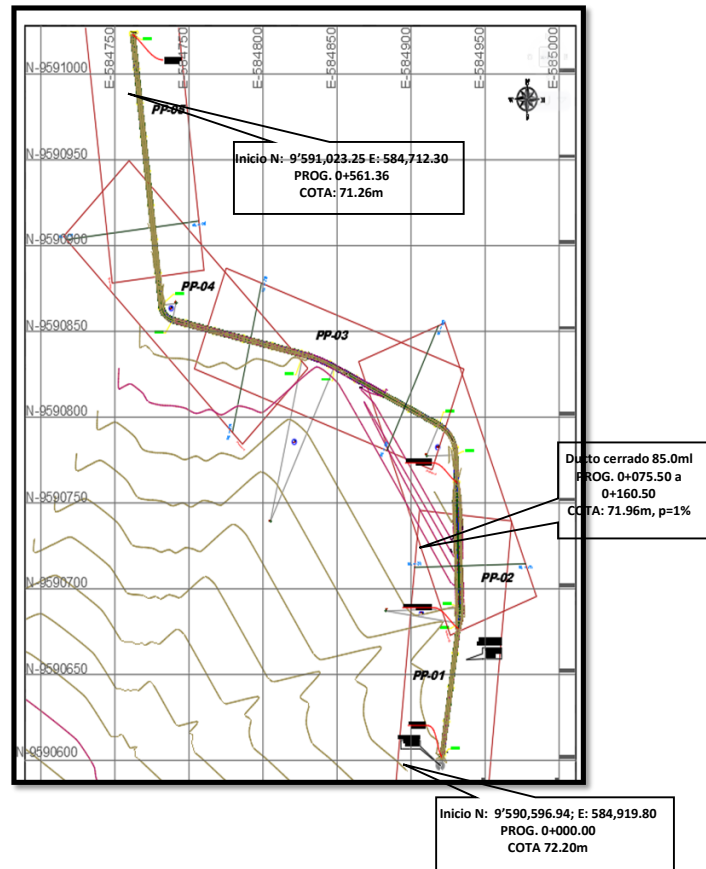 E-584750
E-584750
E-584800
E-584850
E-584900
E-584950
E-585000
N-9591000
PP-05
Inicio N: 9’591,023.25 E: 584,712.30
PROG. 0+561.36
COTA: 71.26m
N-9590950
N-9590800
PP-04
N-9590850
PP-03
N-9590800
Ducto cerrado 85.0ml
PROG. 0+075.50 a
0+160.50
COTA: 71.96m, p=1%
N-9590750
N-9590700
PP-02
N-9590650
PP-01
N-9590600
Inicio N: 9’590,596.94; E: 584,919.80
PROG. 0+000.00
COTA 72.20m